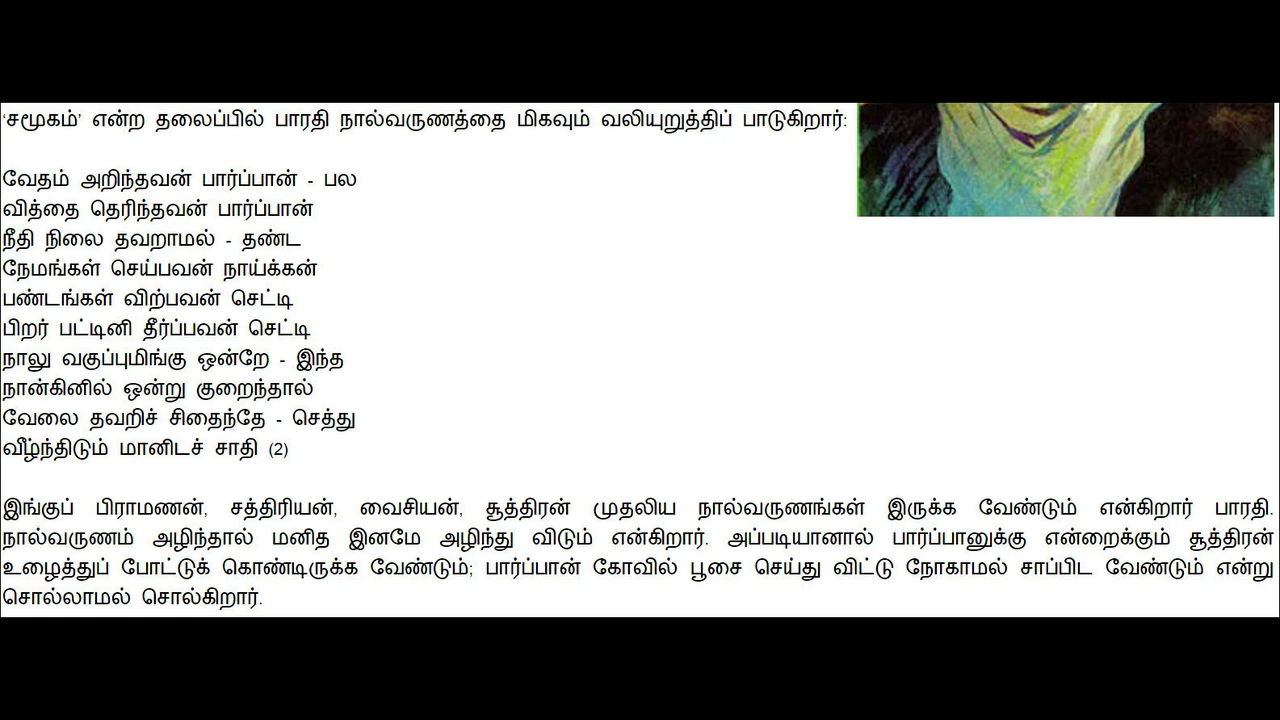 ‘சமூகம்’ என்ற தலைப்பில் பாரதி நால்வருணத்தை மிகவும் வலியுறுத்திப் பாடுகிறார்:
வேதம் அறிந்தவன் பார்ப்பான் - பல
வித்தை தெரிந்தவன் பார்ப்பான்
நீதி நிலை தவறாமல் - தண்ட
நேமங்கள் செய்பவன் நாய்க்கன்
பண்டங்கள் விற்பவன் செட்டி
பிறர் பட்டினி தீர்ப்பவன் செட்டி
நாலு வகுப்புமிங்கு ஒன்றே - இந்த
நான்கினில் ஒன்று குறைந்தால்
வேலை தவறிச் சிதைந்தே - செத்து
வீழ்ந்திடும் மானிடச் சாதி (2)
இங்குப் பிராமணன், சத்திரியன், வைசியன், சூத்திரன் முதலிய நால்வருணங்கள் இருக்க வேண்டும் என்கிறார் பாரதி.
நால்வருணம் அழிந்தால் மனித இனமே அழிந்து விடும் என்கிறார். அப்படியானால் பார்ப்பானுக்கு என்றைக்கும் சூத்திரன்
உழைத்துப் போட்டுக் கொண்டிருக்க வேண்டும்; பார்ப்பான் கோவில் பூசை செய்து விட்டு நோகாமல் சாப்பிட வேண்டும் என்று
சொல்லாமல் சொல்கிறார்.